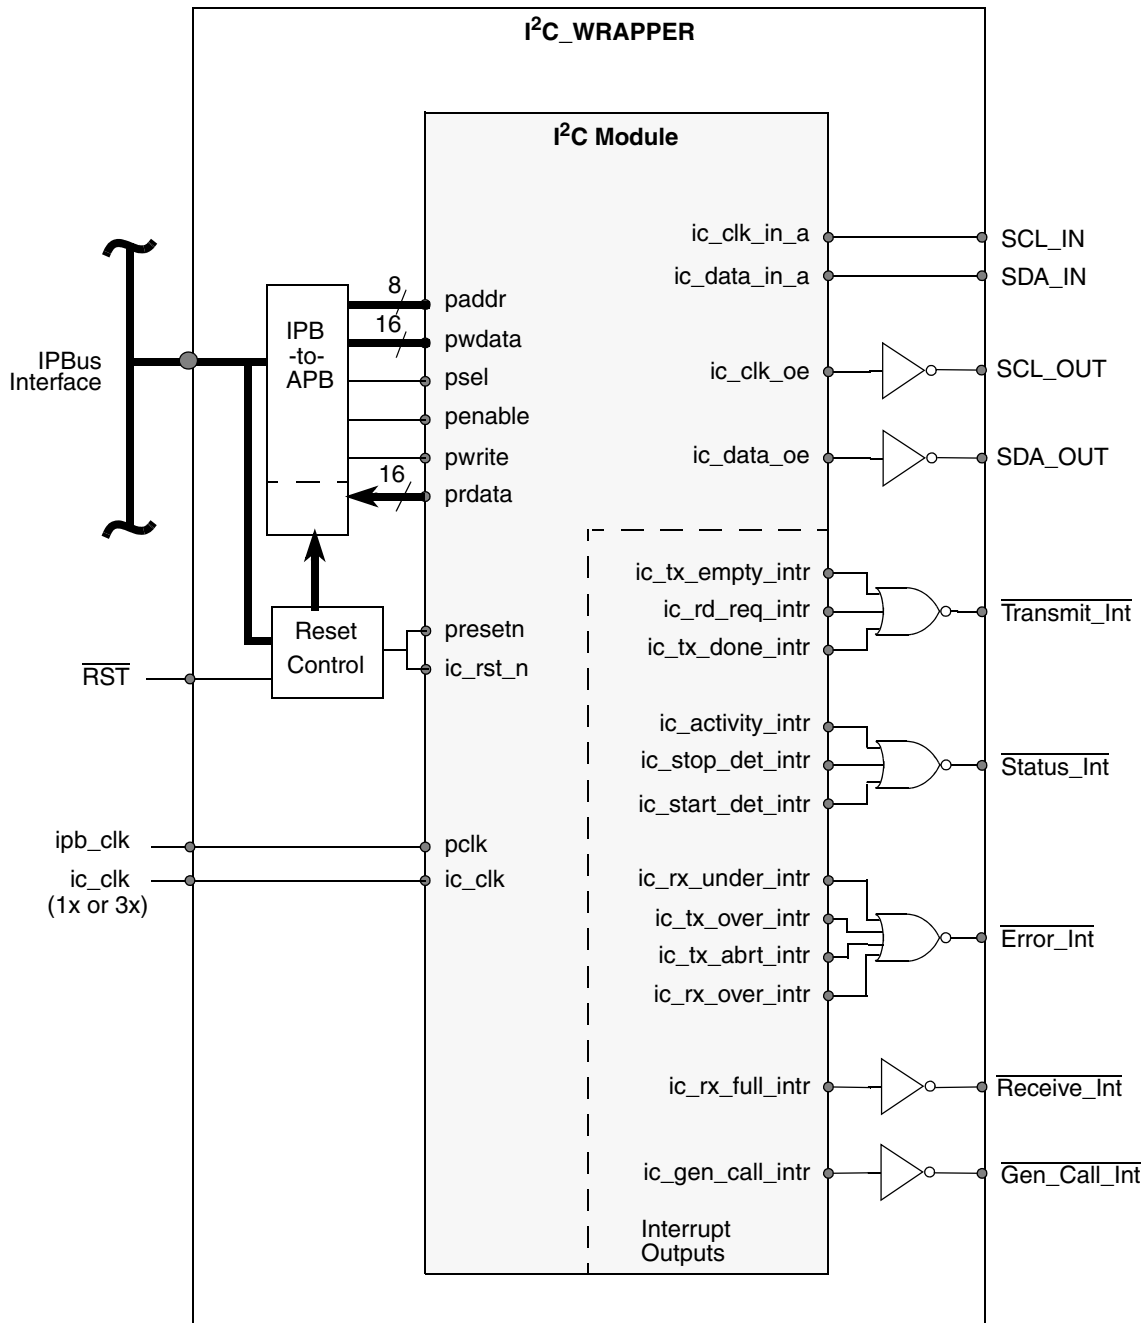 I²C_WRAPPER
I²C Module
IPBus
Interface
IPB
-to-
APB
8
16
16
paddr
pwdata
psel
penable
pwrite
prdata
Reset
Control
presetn
ic_rst_n
RST
ipb_clk
ic_clk
(1x or 3x)
pclk
ic_clk
ic_clk_in_a
SCL_IN
ic_data_in_a
SDA_IN
ic_clk_oe
SCL_OUT
ic_data_oe
SDA_OUT
ic_tx_empty_intr
ic_rd_req_intr
ic_tx_done_intr
Transmit_Int
ic_activity_intr
ic_stop_det_intr
ic_start_det_intr
Status_Int
ic_rx_under_intr
ic_tx_over_intr
ic_tx_abrt_intr
ic_rx_over_intr
Error_Int
ic_rx_full_intr
Receive_Int
ic_gen_call_intr
Gen_Call_Int
Interrupt
Outputs